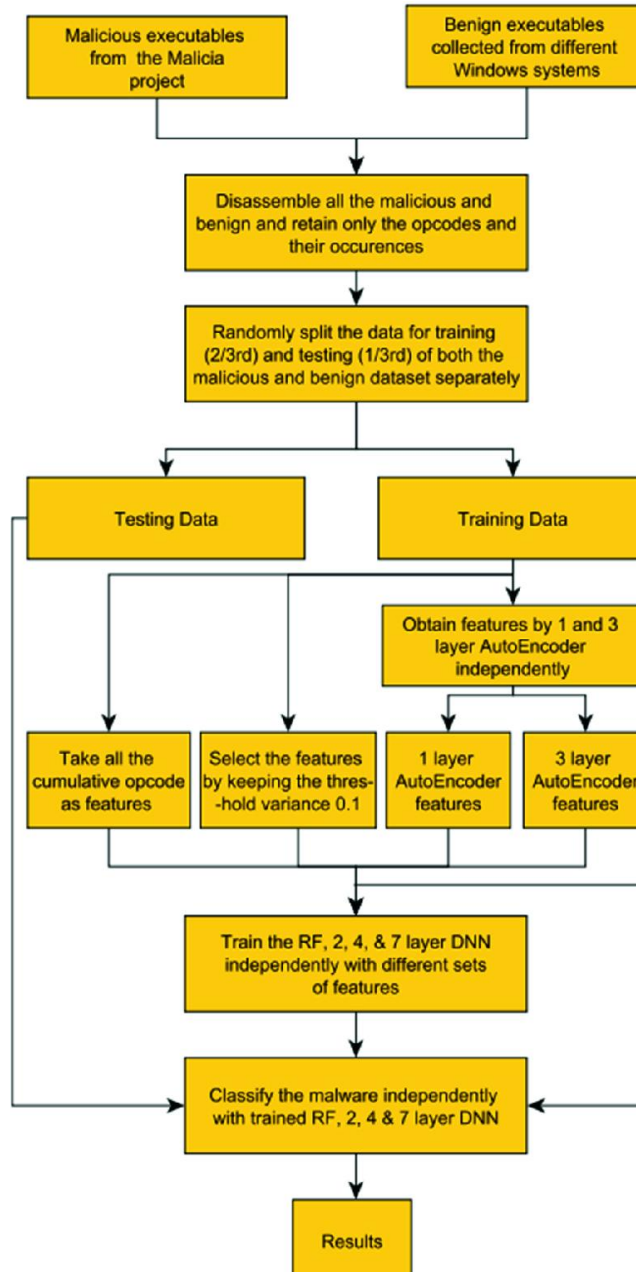 Malicious executables
from the Malicia
project
Benign executables
collected from different
Windows systems
Disassemble all the malicious and
benign and retain only the opcodes and
their occurences
Randomly split the data for training
(2/3rd) and testing (1/3rd) of both the
malicious and benign dataset separately
Testing Data
Training Data
Obtain features by 1 and 3
layer AutoEncoder
independently
Take all the
cumulative opcode
as features
Select the features
by keeping the thres-
-hold variance 0.1
1 layer
AutoEncoder
features
3 layer
AutoEncoder
features
Train the RF, 2, 4, & 7 layer DNN
independently with different sets
of features
Classify the malware independently
with trained RF, 2, 4 & 7 layer DNN
Results